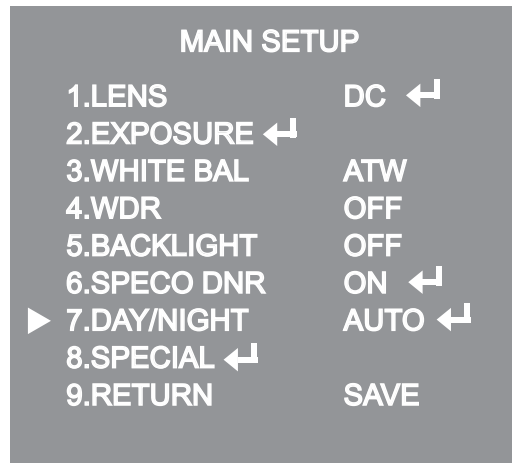 MAIN SETUP
1.LENS DC ↵
2.EXPOSURE ↵
3.WHITE BAL ATW
4.WDR OFF
5.BACKLIGHT OFF
6.SPECO DNR ON ↵
▶ 7.DAY/NIGHT AUTO ↵
8.SPECIAL ↵
9.RETURN SAVE